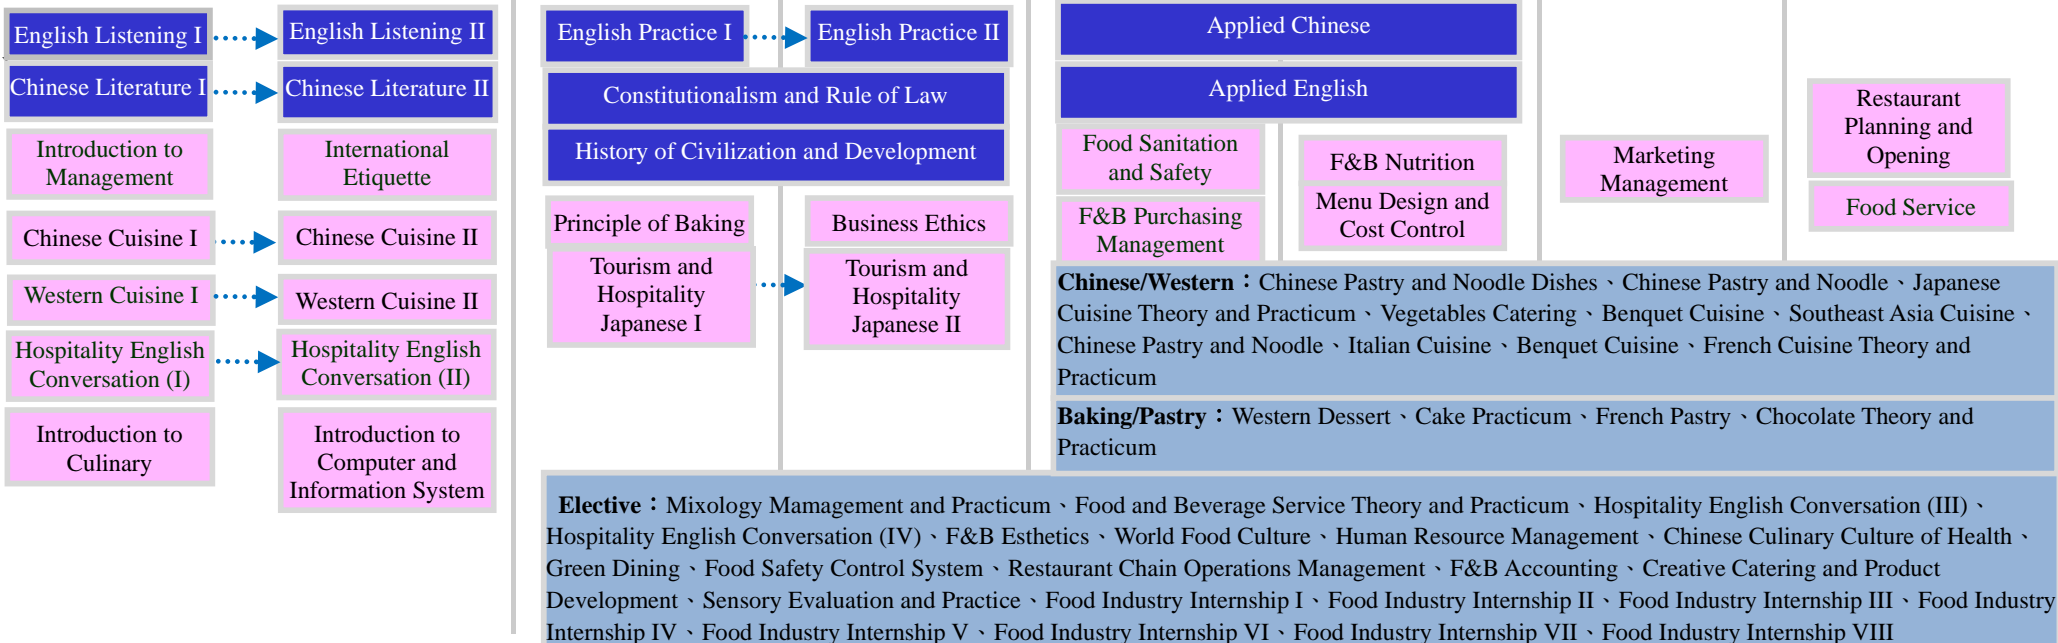 English Listening I
English Listening II
Chinese Literature I
Chinese Literature II
Introduction to
Management
International
Etiquette
Chinese Cuisine I
Chinese Cuisine II
Western Cuisine I
Western Cuisine II
Hospitality English
Conversation (I)
Hospitality English
Conversation (II)
Introduction to
Culinary
Introduction to
Computer and
Information System
English Practice I
English Practice II
Constitutionalism and Rule of Law
History of Civilization and Development
Principle of Baking
Business Ethics
Tourism and
Hospitality
Japanese I
Tourism and
Hospitality
Japanese II
Applied Chinese
Applied English
Food Sanitation
and Safety
F&B Purchasing
Management
F&B Nutrition
Menu Design and
Cost Control
Marketing
Management
Restaurant
Planning and
Opening
Food Service
Chinese/Western：Chinese Pastry and Noodle Dishes、Chinese Pastry and Noodle、Japanese
Cuisine Theory and Practicum、Vegetables Catering、Benquet Cuisine、Southeast Asia Cuisine、
Chinese Pastry and Noodle、Italian Cuisine、Benquet Cuisine、French Cuisine Theory and
Practicum
Baking/Pastry：Western Dessert、Cake Practicum、French Pastry、Chocolate Theory and
Practicum
Elective：Mixology Mamagement and Practicum、Food and Beverage Service Theory and Practicum、Hospitality English Conversation (III)、
Hospitality English Conversation (IV)、F&B Esthetics、World Food Culture、Human Resource Management、Chinese Culinary Culture of Health、
Green Dining、Food Safety Control System、Restaurant Chain Operations Management、F&B Accounting、Creative Catering and Product
Development、Sensory Evaluation and Practice、Food Industry Internship I、Food Industry Internship II、Food Industry Internship III、Food Industry
Internship IV、Food Industry Internship V、Food Industry Internship VI、Food Industry Internship VII、Food Industry Internship VIII